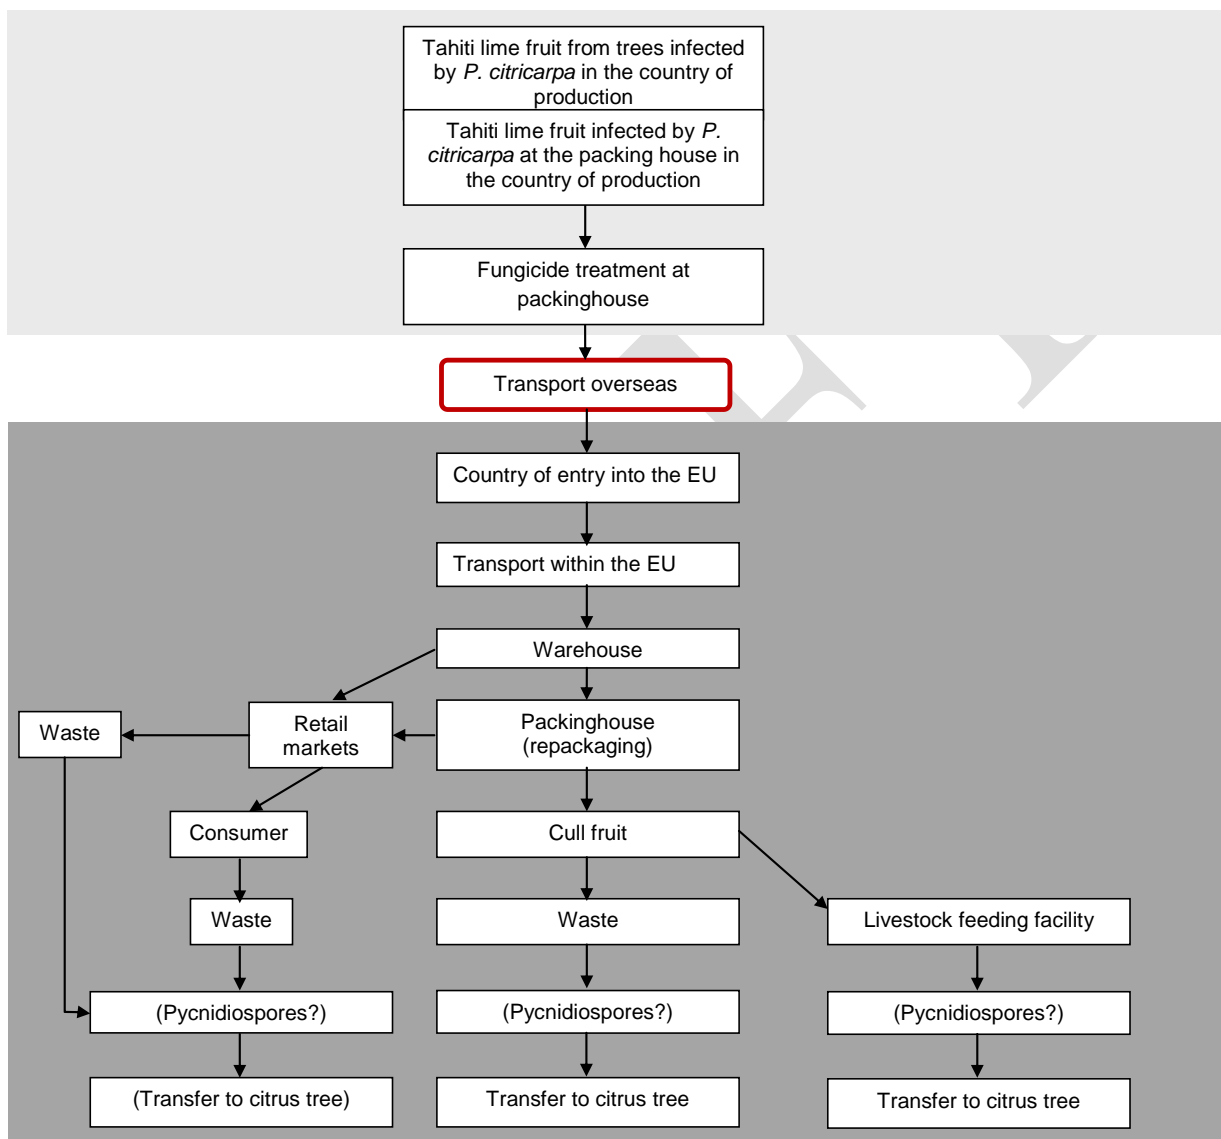 Tahiti lime fruit from trees infected
by P. citricarpa in the country of
production
Tahiti lime fruit infected by P.
citricarpa at the packing house in
the country of production
Fungicide treatment at
packinghouse
Transport overseas
Country of entry into the EU
Transport within the EU
Warehouse
Waste
Retail
markets
Packinghouse
(repackaging)
Consumer
Cull fruit
Waste
Waste
Livestock feeding facility
(Pycnidiospores?)
(Pycnidiospores?)
(Pycnidiospores?)
(Transfer to citrus tree)
Transfer to citrus tree
Transfer to citrus tree